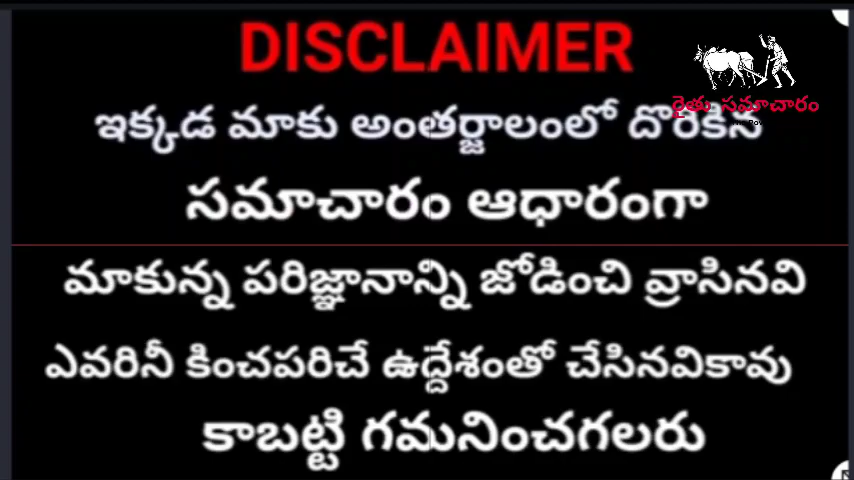 DISCLAIMER
ఇక్కడ మాకు అంతర్జాలంలో దొరికిన
రైతు సమాచారం
సమాచారం ఆధారంగా
మాకున్న పరిజ్ఞానాన్ని జోడించి వ్రాసినవి
ఎవరినీ కించపరిచే ఉద్దేశంతో చేసినవికావు
కాబట్టి గమనించగలరు